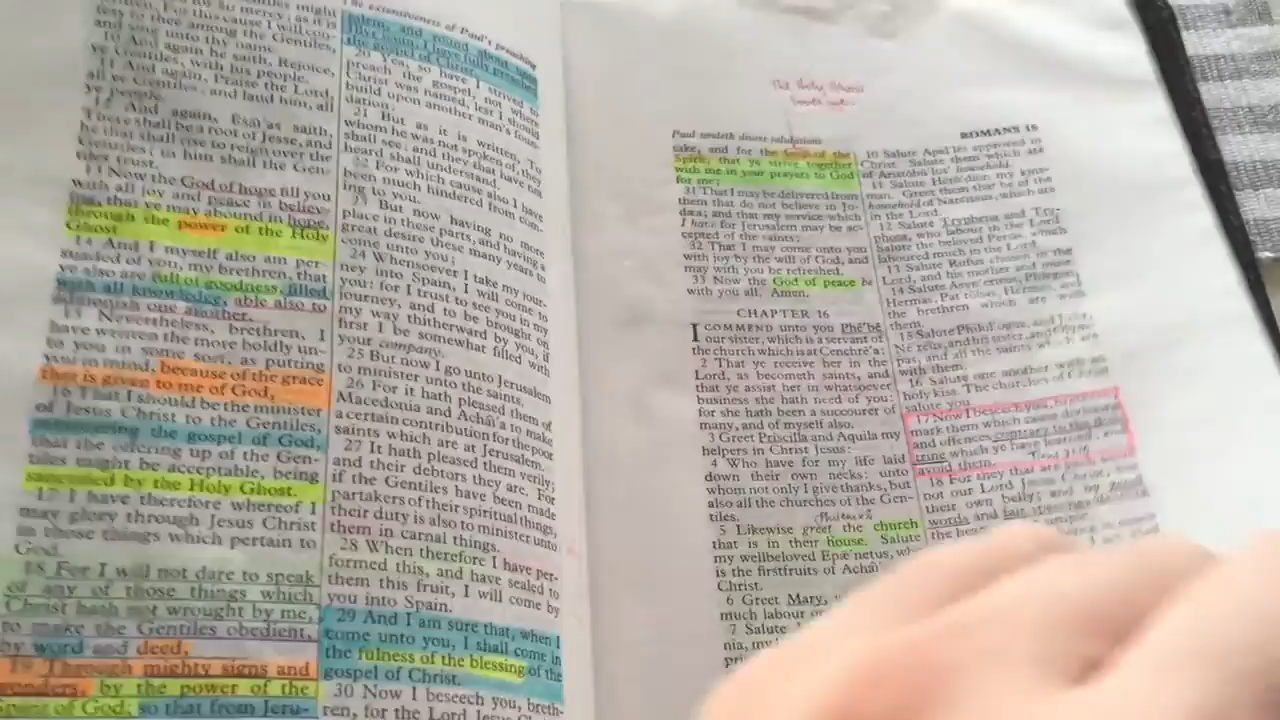 written, For this cause I will con-
to thee among the Gentiles,
and sing unto thy name.
10 And again he saith, Rejoice,
ye Gentiles, with his people.
11 And again, Praise the Lord,
all ye Gentiles; and laud him, all
ye people.
12 And again, Esai'as saith,
There shall be a root of Jesse, and
he that shall rise to reign over the
Gentiles; in him shall the Gen-
tiles trust.
13 Now the God of hope fill you
with all joy and peace in believ-
ing, that ye may abound in hope,
through the power of the Holy
Ghost.
14 And I myself also am per-
suaded of you, my brethren, that
ye also are full of goodness, filled
with all knowledge, able also to
admonish one another.
15 Nevertheless, brethren, I
have written the more boldly un-
to you in some sort, as putting
you in mind, because of the grace
that is given to me of God,
16 That I should be the minister
of Jesus Christ to the Gentiles,
ministering the gospel of God,
that the offering up of the Gen-
tiles might be acceptable, being
sanctified by the Holy Ghost.
17 I have therefore whereof I
may glory through Jesus Christ
in those things which pertain to
God.
18 For I will not dare to speak
of any of those things which
Christ hath not wrought by me,
to make the Gentiles obedient,
by word and deed,
19 Through mighty signs and
wonders, by the power of the
Spirit of God; so that from Jeru-
The extensiveness of Paul's preaching
salem, and round about unto
Illyricum, I have fully preached
the gospel of Christ.
20 Yea, so have I strived to
preach the gospel, not where
Christ was named, lest I should
build upon another man's foun-
dation:
21 But as it is written, To
whom he was not spoken of, they
shall see: and they that have not
heard shall understand.
22 For which cause also I have
been much hindered from com-
ing to you.
23 But now having no more
place in these parts, and having a
great desire these many years to
come unto you;
24 Whensoever I take my jour-
ney into Spain, I will come to
you: for I trust to see you in my
journey, and to be brought on
my way thitherward by you, if
first I be somewhat filled with
your company.
25 But now I go unto Jerusalem
to minister unto the saints.
26 For it hath pleased them of
Macedonia and Achăi'a to make
a certain contribution for the poor
saints which are at Jerusalem.
27 It hath pleased them verily;
and their debtors they are. For
if the Gentiles have been made
partakers of their spiritual things,
their duty is also to minister unto
them in carnal things.
28 When therefore I have per-
formed this, and have sealed to
them this fruit, I will come by
you into Spain.
29 And I am sure that, when I
come unto you, I shall come in
the fulness of the blessing of the
gospel of Christ.
30 Now I beseech you, breth-
ren, for the Lord Jesus
The Holy
Paul sendeth divers salutations
ROMANS 16
sake, and for the love of the
Spirit, that ye strive together
with me in your prayers to God
for me;
31 That I may be delivered from
them that do not believe in Ju-
dæa; and that my service which
I have for Jerusalem may be ac-
cepted of the saints;
32 That I may come unto you
with joy by the will of God, and
may with you be refreshed.
33 Now the God of peace be
with you all. Amen.
CHAPTER 16
I COMMEND unto you Phē'bē
our sister, which is a servant of
the church which is at Cenchrē'a:
2 That ye receive her in the
Lord, as becometh saints, and
that ye assist her in whatsoever
business she hath need of you:
for she hath been a succourer of
many, and of myself also.
3 Greet Priscilla and Aquila my
helpers in Christ Jesus:
4 Who have for my life laid
down their own necks: unto
whom not only I give thanks, but
also all the churches of the Gen-
tiles.
5 Likewise greet the church
that is in their house. Salute
my wellbeloved Epæ'netus,
is the firstfruits of Achăi'
Christ.
6 Greet Mary,
much labour
7 Salute
nia, my
10 Salute Apel'les approved in
Christ. Salute them which are
of Aristobu'lus' household.
11 Salute Herodion my kins-
man. Greet them that be of the
household of Narcissus, which are
in the Lord.
12 Salute Tryphena and Try-
phosa, who labour in the Lord.
Salute the beloved Persis, which
laboured much in the Lord.
13 Salute Rufus chosen in the
Lord, and his mother and mine.
14 Salute Asyncritus, Phlegon,
Hermas, Patrobas, Hermes, and
the brethren which are with
them.
15 Salute Philologus, and Julia,
Nereus, and his sister, and
pas, and all the saints which are
with them.
16 Salute one another with an
holy kiss. The churches of Christ
salute you.
17 Now I beseech you, brethren,
mark them which cause divisions
and offences contrary to the doc-
trine which ye have learned; and
avoid them.
18 For they that are
not our Lord Jesus Christ,
their own belly; and by good
words and fair
the